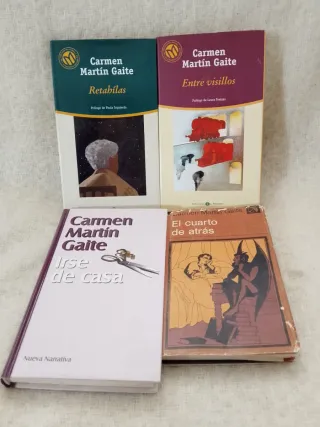 Carmen
Martín Gaite
Retahílas
Carmen
Martín Gaite
Entre visillos
Carmen
Martín
Gaite
Irse
de casa
Nueva Narrativa
El cuarto
de atrás